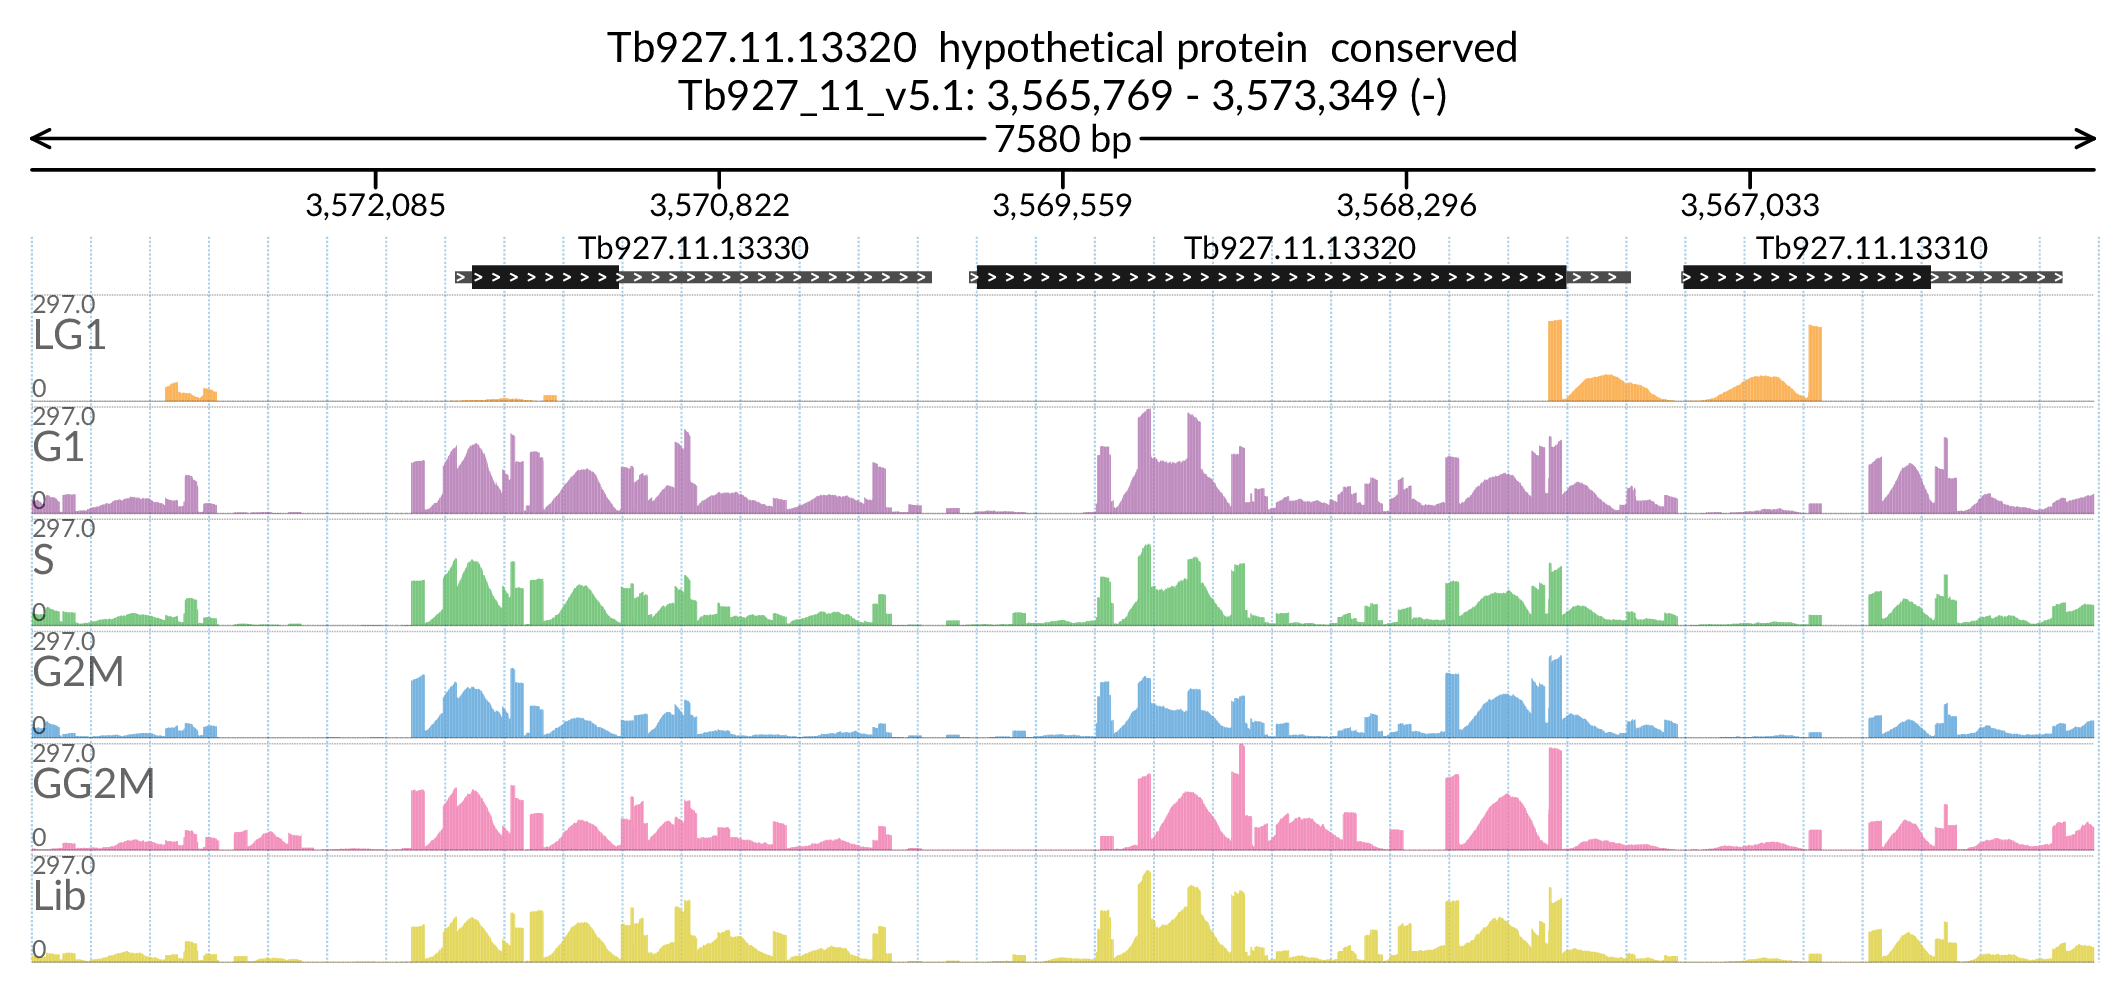 Tb927.11.13320 hypothetical protein conserved
Tb927_11_v5.1: 3,565,769 - 3,573,349 (-)
7580 bp
3,572,085 3,570,822 3,569,559 3,568,296 3,567,033
Tb927.11.13330 Tb927.11.13320 Tb927.11.13310
297.0
LG1
0
297.0
G1
0
297.0
S
0
297.0
G2M
0
297.0
GG2M
0
297.0
Lib
0